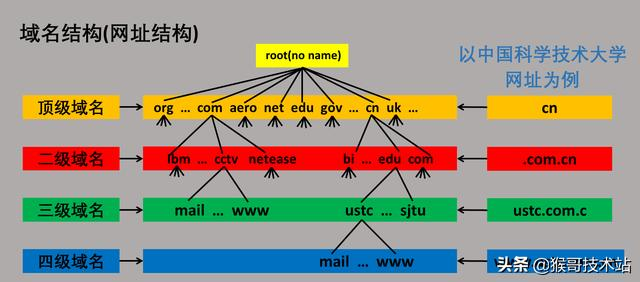 域名结构(网址结构)
root(no name)
以中国科学技术大学
网址为例
顶级域名 org ... com aero net edu gov ... cn uk ... cn
二级域名 ibm ... cctv netease bi ... edu com .com.cn
三级域名 mail ... www ustc ... sjtu ustc.com.c
四级域名 mail ... www
头条 @猴哥技术站